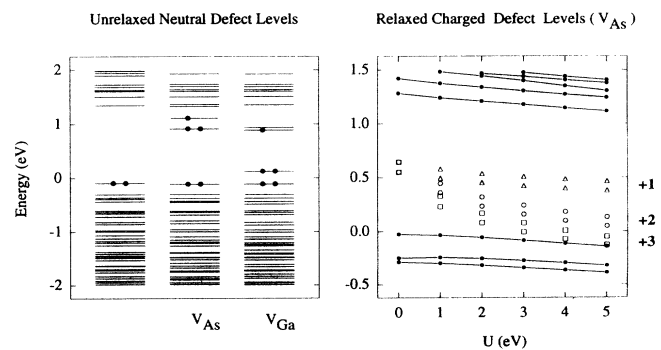 Unrelaxed Neutral Defect Levels
Relaxed Charged Defect Levels (V_As)
Energy (eV)
2
1
0
-1
-2
V_As
V_Ga
1.5
1.0
0.5
0.0
-0.5
+1
+2
+3
0 1 2 3 4 5
U (eV)